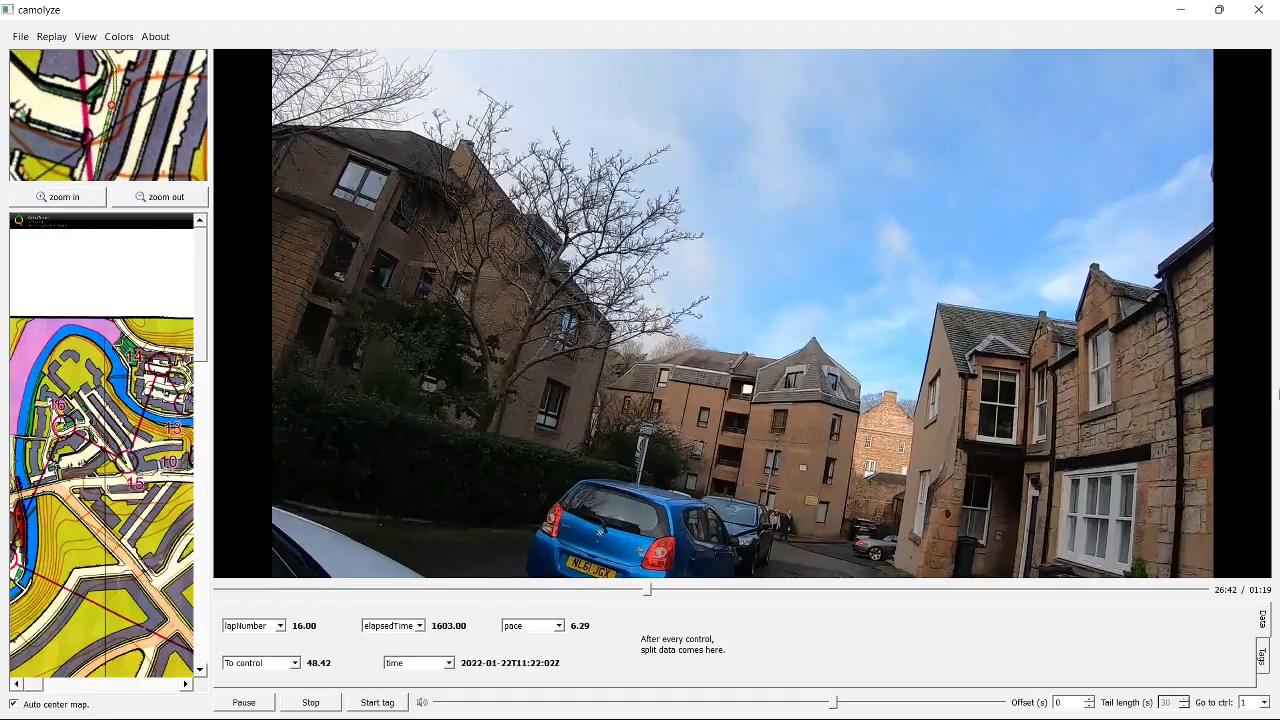 camolyze
File Replay View Colors About
zoom in zoom out
14
16
13
10
15
NL61 JGX
26:42 / 01:19
lapNumber 16.00 elapsedTime 1603.00 pace 6.29
After every control,
split data comes here.
To control 48.42 time 2022-01-22T11:22:02Z
Data
Tags
Auto center map.
Pause Stop Start tag Offset (s) 0 Tail length (s) 30 Go to ctrl: 1